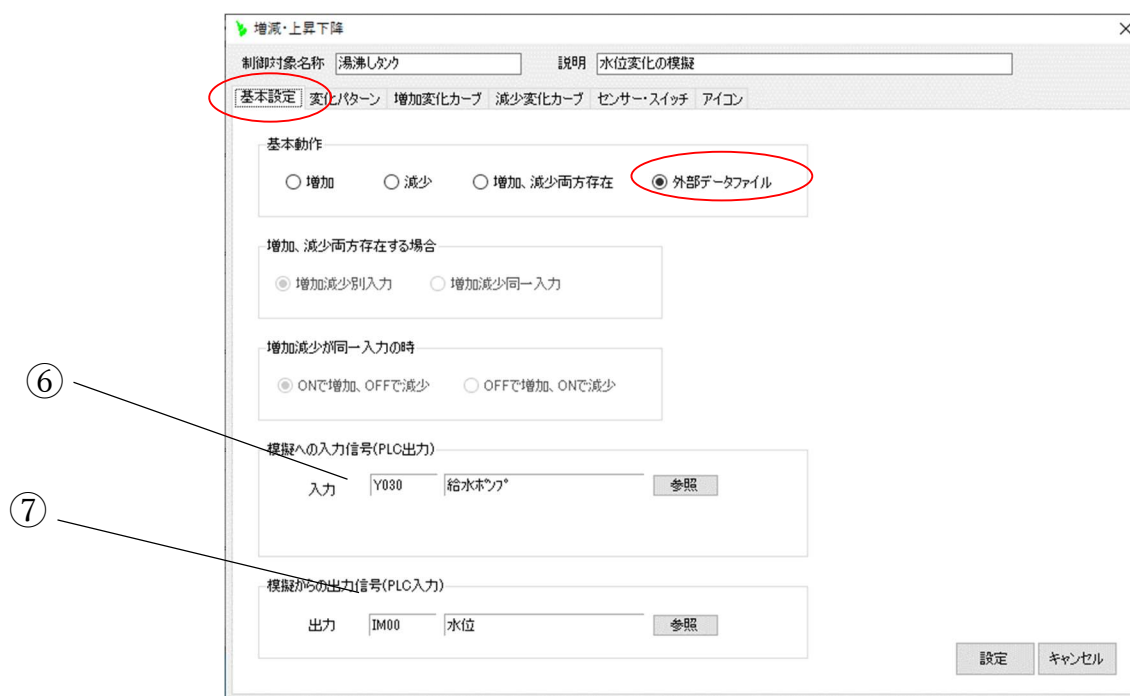 増減・上昇下降
制御対象名称 湯沸しタンク 説明 水位変化の模擬
基本設定 変化パターン 増加変化カーブ 減少変化カーブ センサー・スイッチ アイコン
基本動作
増加 減少 増加、減少両方存在 外部データファイル
増加、減少両方存在する場合
増加減少別入力 増加減少同一入力
増加減少が同一入力の時
⑥ ONで増加、OFFで減少 OFFで増加、ONで減少
模擬への入力信号(PLC出力)
入力 Y030 給水ポンプ 参照
⑦
模擬からの出力信号(PLC入力)
出力 IM00 水位 参照
設定 キャンセル